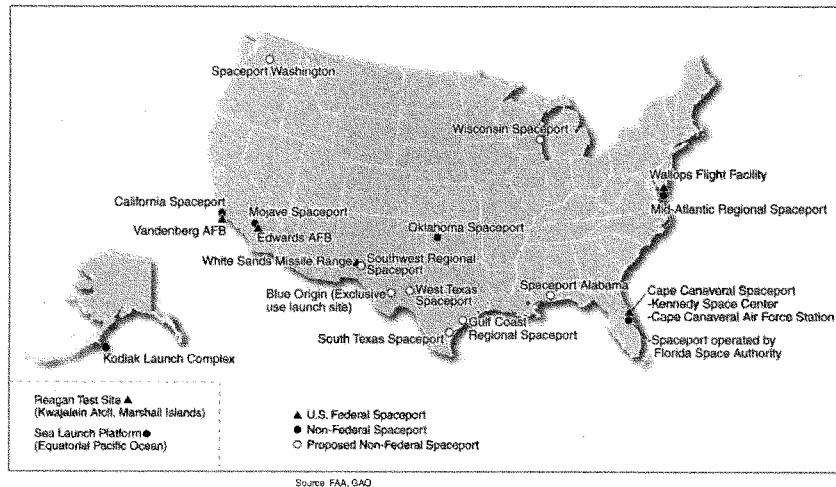 Spaceport Washington
Wisconsin Spaceport
Wallops Flight Facility
Mid-Atlantic Regional Spaceport
California Spaceport
Vandenberg AFB
Mojave Spaceport
Edwards AFB
Oklahoma Spaceport
White Sands Missile Range
Southwest Regional
Spaceport
Blue Origin (Exclusive
use launch site)
West Texas
Spaceport
Spaceport Alabama
South Texas Spaceport
Gulf Coast
Regional Spaceport
Cape Canaveral Spaceport
-Kennedy Space Center
-Cape Canaveral Air Force Station
-Spaceport operated by
Florida Space Authority
Kodiak Launch Complex
Reagan Test Site ▲
(Kwajalein Atoll, Marshall Islands)
Sea Launch Platform ●
(Equatorial Pacific Ocean)
▲ U.S. Federal Spaceport
● Non-Federal Spaceport
○ Proposed Non-Federal Spaceport
Source: FAA, GAO